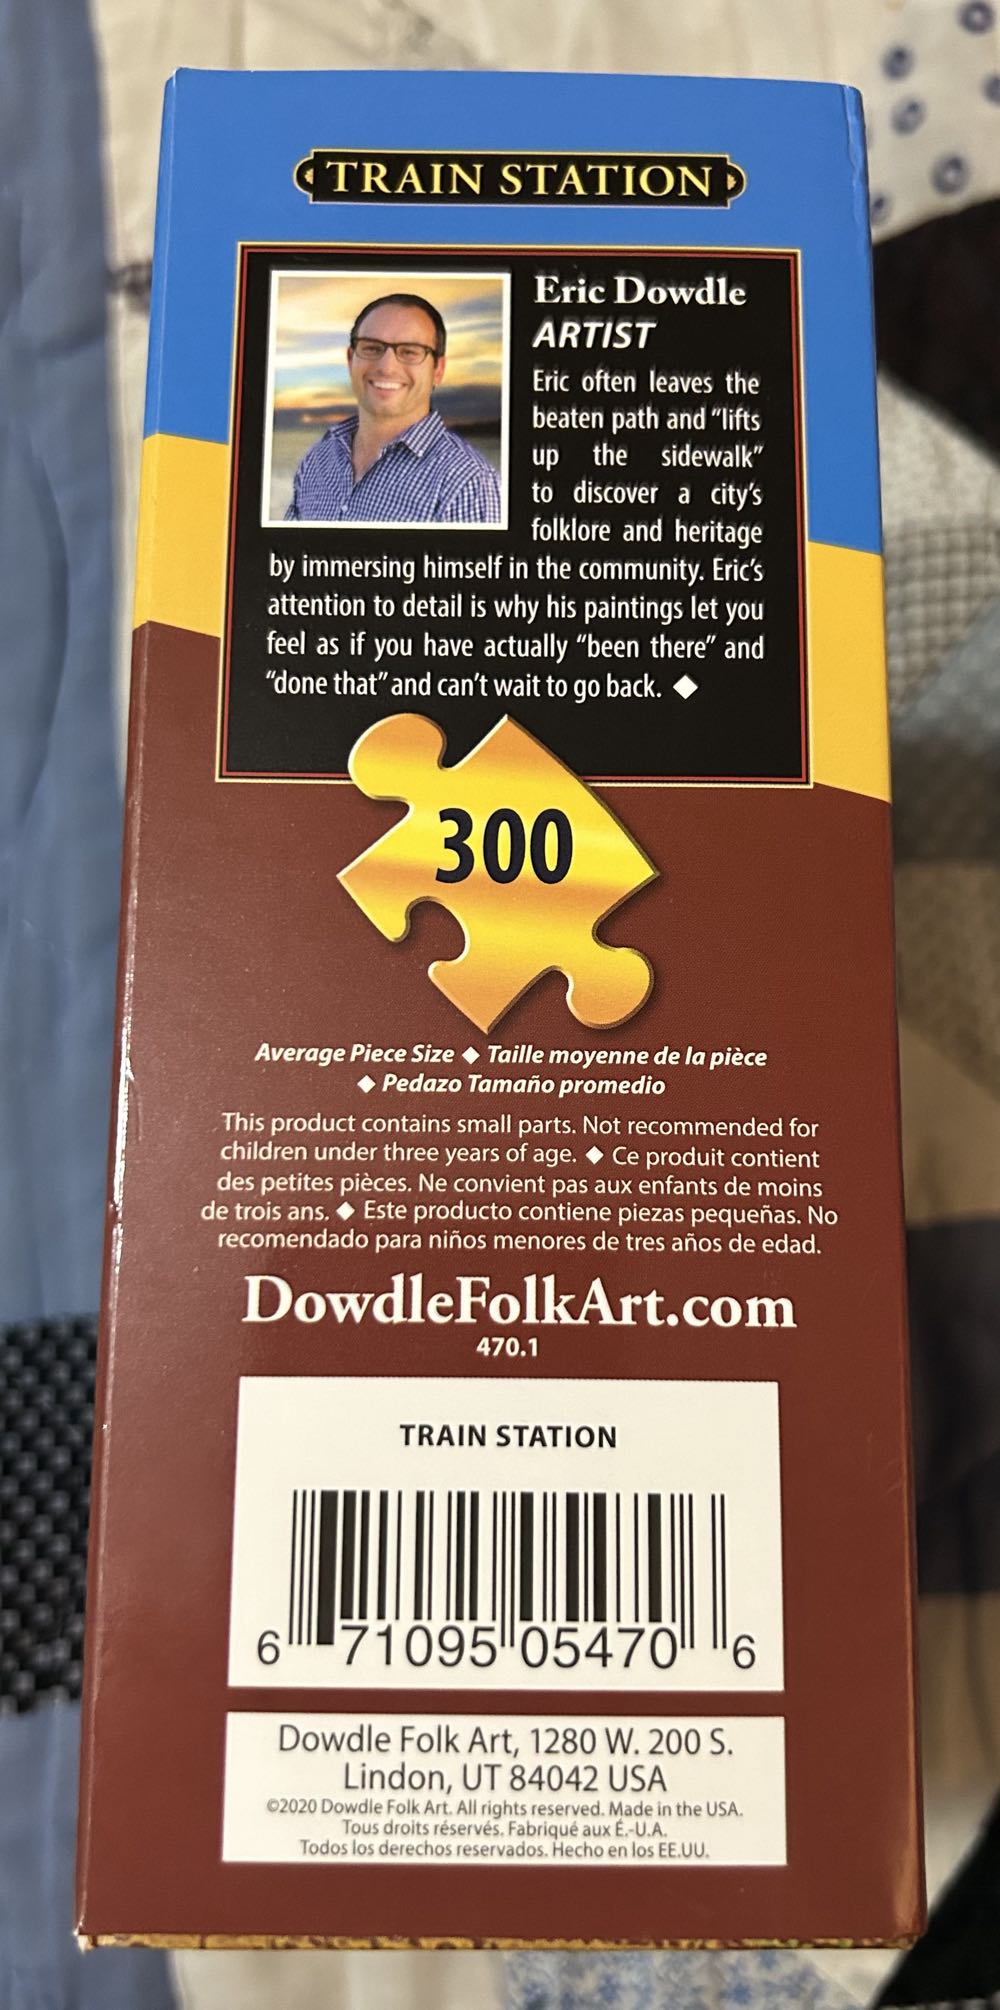 TRAIN STATION
Eric Dowdle
ARTIST
Eric often leaves the
beaten path and “lifts
up the sidewalk”
to discover a city’s
folklore and heritage
by immersing himself in the community. Eric’s
attention to detail is why his paintings let you
feel as if you have actually “been there” and
“done that” and can’t wait to go back. ◆
300
Average Piece Size ◆ Taille moyenne de la pièce
◆ Pedazo Tamaño promedio
This product contains small parts. Not recommended for
children under three years of age. ◆ Ce produit contient
des petites pièces. Ne convient pas aux enfants de moins
de trois ans. ◆ Este producto contiene piezas pequeñas. No
recomendado para niños menores de tres años de edad.
DowdleFolkArt.com
470.1
TRAIN STATION
6 71095 05470 6
Dowdle Folk Art, 1280 W. 200 S.
Lindon, UT 84042 USA
©2020 Dowdle Folk Art. All rights reserved. Made in the USA.
Tous droits réservés. Fabriqué aux É.-U.A.
Todos los derechos reservados. Hecho en los EE.UU.